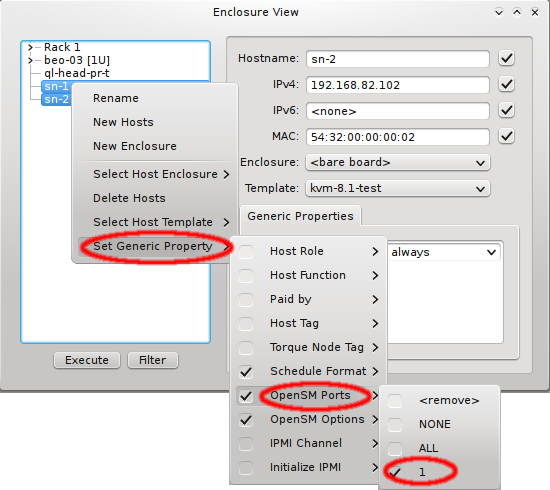 Enclosure View
Rack 1
beo-03 [1U]
ql-head-pr-t
sn-1
sn-2
Hostname: sn-2
IPv4: 192.168.82.102
IPv6: <none>
MAC: 54:32:00:00:00:02
Enclosure: <bare board>
Template: kvm-8.1-test
Generic Properties
always
Rename
New Hosts
New Enclosure
Select Host Enclosure
Delete Hosts
Select Host Template
Set Generic Property
Host Role
Host Function
Paid by
Host Tag
Torque Node Tag
Schedule Format
OpenSM Ports
OpenSM Options
IPMI Channel
Initialize IPMI
<remove>
NONE
ALL
1
Execute
Filter